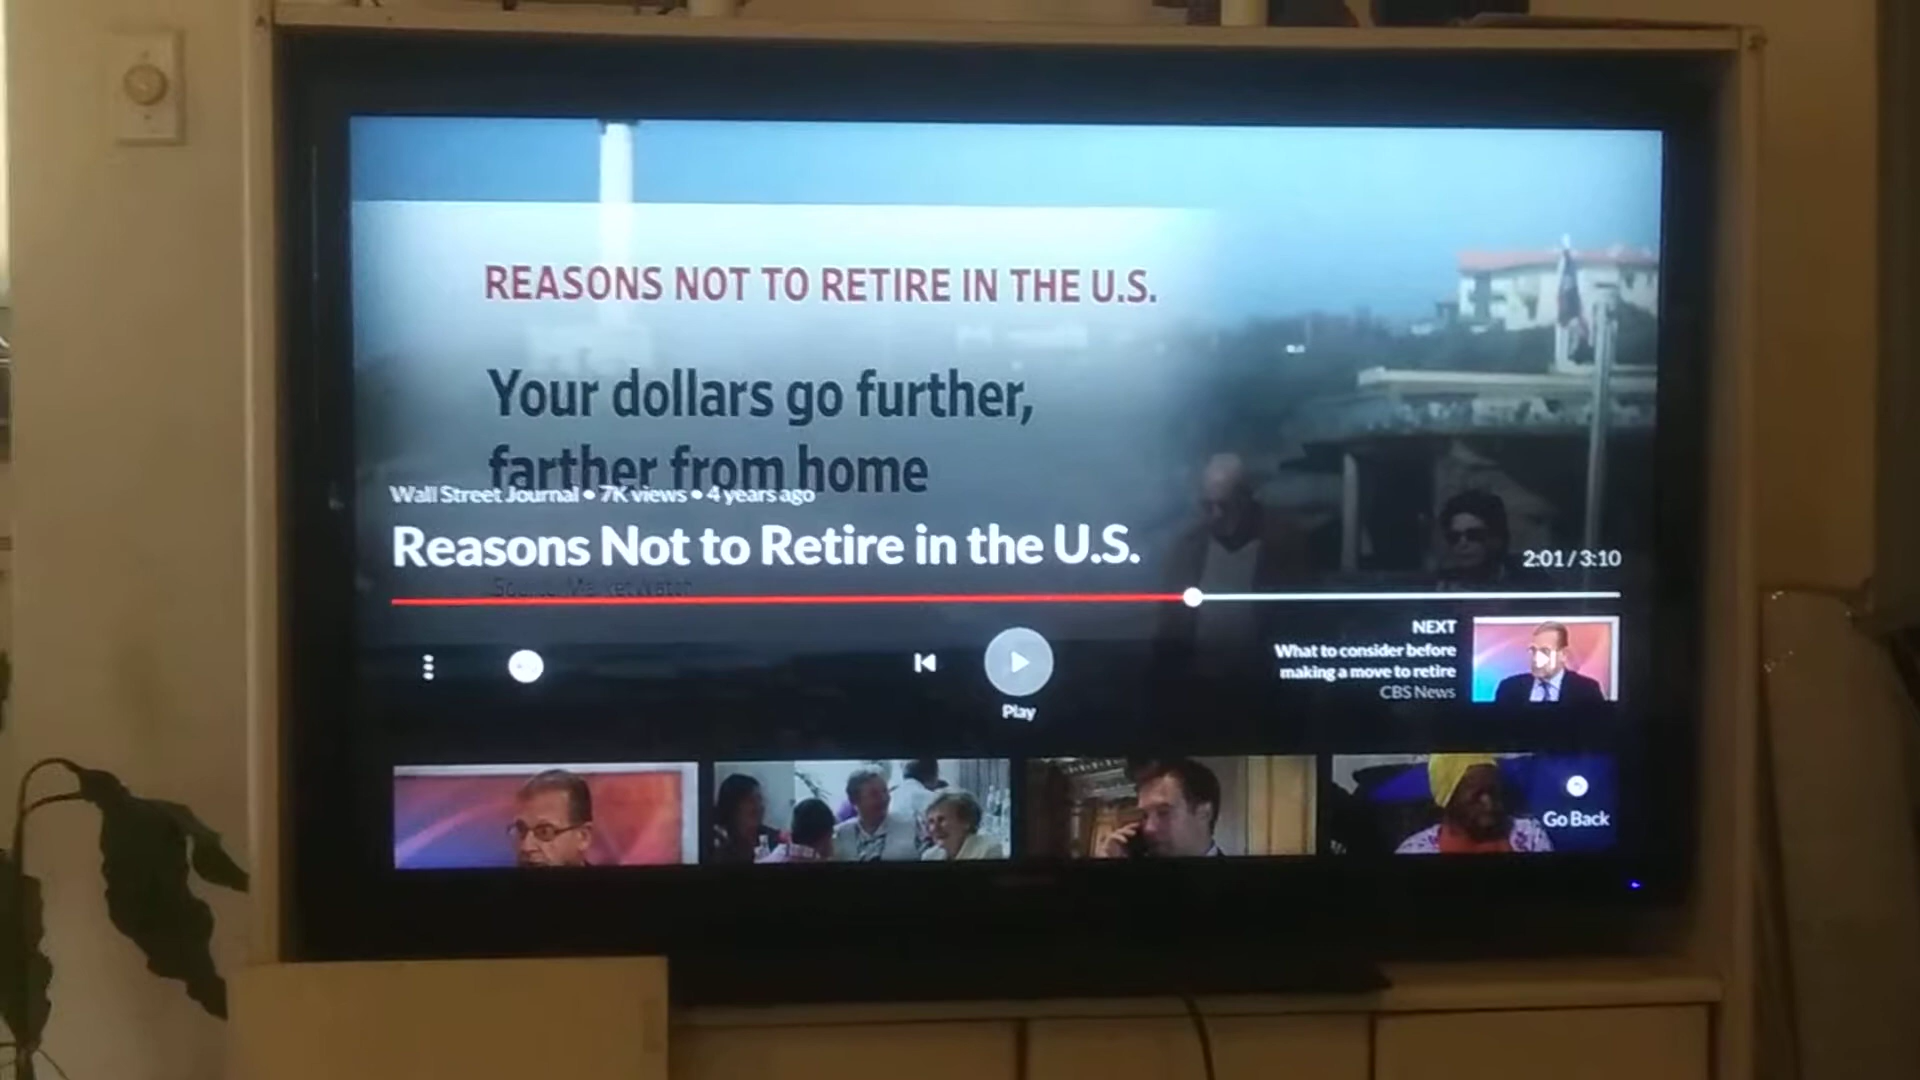 REASONS NOT TO RETIRE IN THE U.S.
Your dollars go further,
farther from home
Wall Street Journal • 7K views • 4 years ago
Reasons Not to Retire in the U.S.
2:01 / 3:10
Source: MarketWatch
NEXT
What to consider before
making a move to retire
CBS News
Play
Go Back